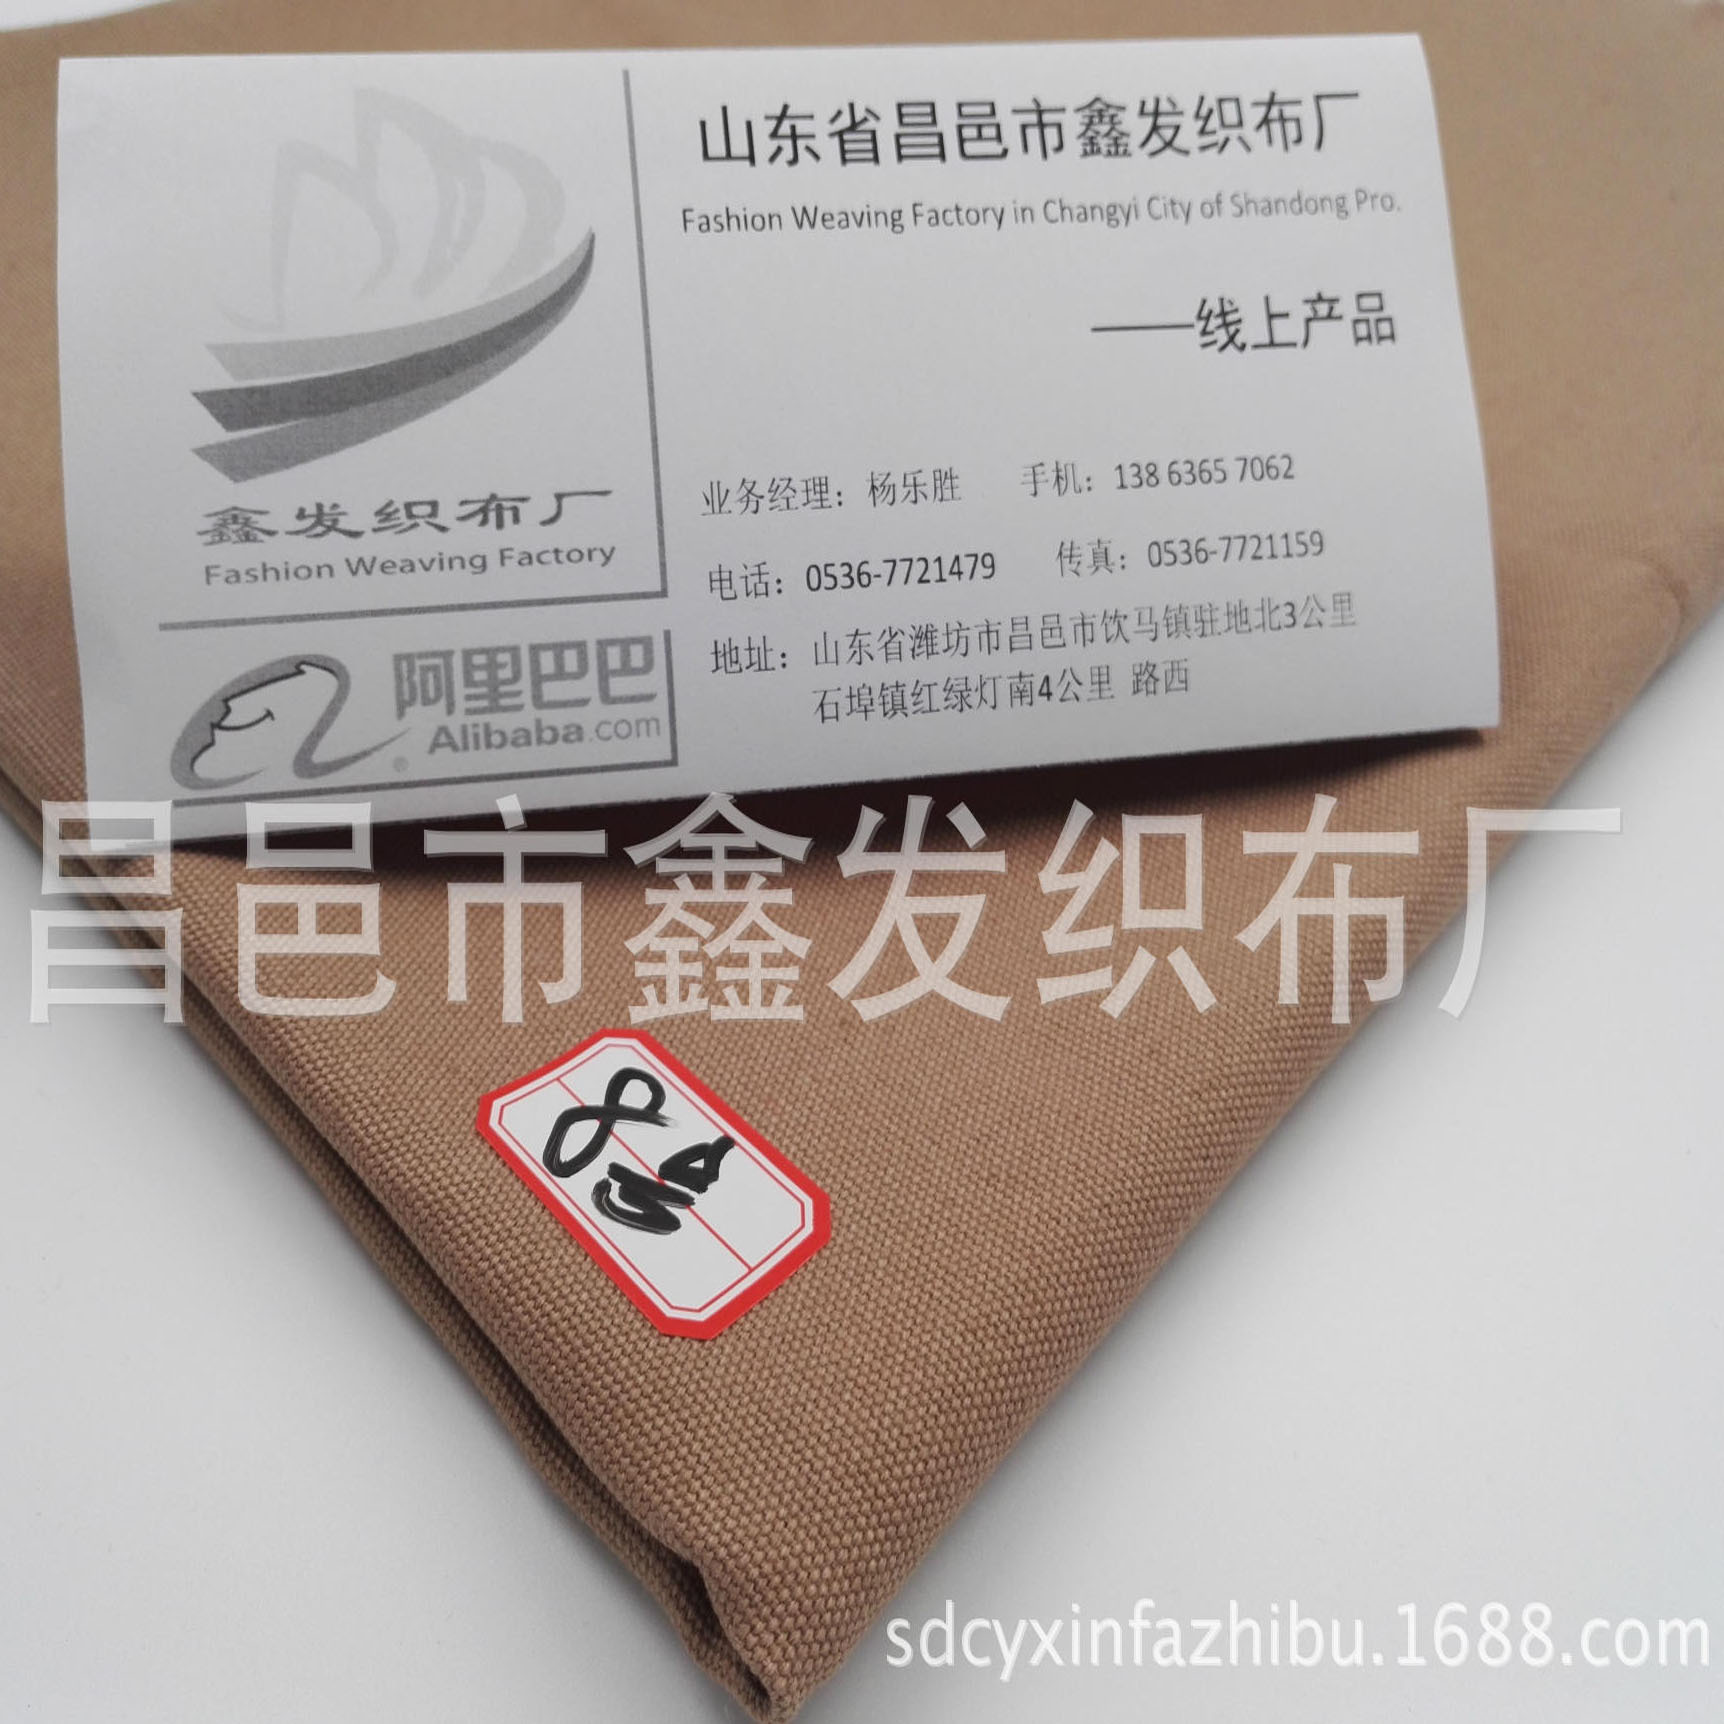 山东省昌邑市鑫发织布厂
Fashion Weaving Factory in Changyi City of Shandong Pro.
——线上产品
鑫发织布厂
Fashion Weaving Factory
阿里巴巴
Alibaba.com
业务经理：杨乐胜 手机：138 6365 7062
电话：0536-7721479 传真：0536-7721159
地址：山东省潍坊市昌邑市饮马镇驻地北3公里
石埠镇红绿灯南4公里 路西
昌邑市鑫发织布厂
8
sdcyxinfazhibu.1688.com